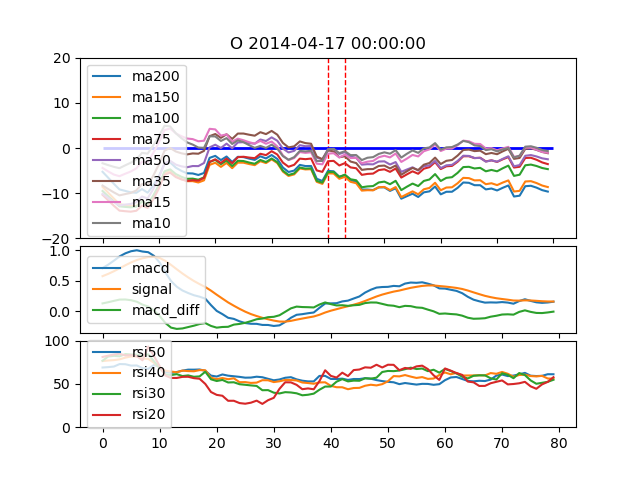 O 2014-04-17 00:00:00
20
10
0
−10
−20
ma200
ma150
ma100
ma75
ma50
ma35
ma15
ma10
1.0
0.5
0.0
macd
signal
macd_diff
100
50
0
rsi50
rsi40
rsi30
rsi20
0 10 20 30 40 50 60 70 80